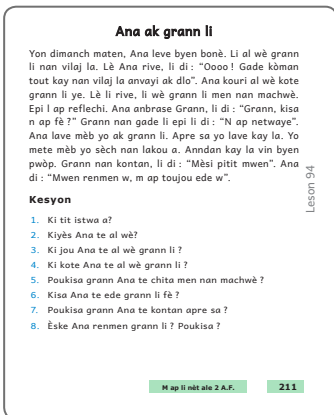 Ana ak grann li
Yon dimanch maten, Ana leve byen bonè. Li al wè grann
li nan vilaj la. Lè Ana rive, li di : “Oooo ! Gade kòman
tout kay nan vilaj la anvayi ak dlo”. Ana kouri al wè kote
grann li ye. Lè li rive, li wè grann li men nan machwè.
Epi l ap reflechi. Ana anbrase Grann, li di : “Grann, kisa
n ap fè ?” Grann nan gade li epi li di : “N ap netwaye”.
Ana lave mèb yo ak grann li. Apre sa yo lave kay la. Yo
mete mèb yo sèch nan lakou a. Anndan kay la vin byen
pwòp. Grann nan kontan, li di : “Mèsi pitit mwen”. Ana
di : “Mwen renmen w, m ap toujou ede w”.
Kesyon
1. Ki tit istwa a?
2. Kiyès Ana te al wè?
3. Ki jou Ana te al wè grann li ?
4. Ki kote Ana te al wè grann li ?
5. Poukisa grann Ana te chita men nan machwè ?
6. Kisa Ana te ede grann li fè ?
7. Poukisa grann Ana te kontan apre sa ?
8. Èske Ana renmen grann li ? Poukisa ?
Leson 94
M ap li nèt ale 2 A.F.
211